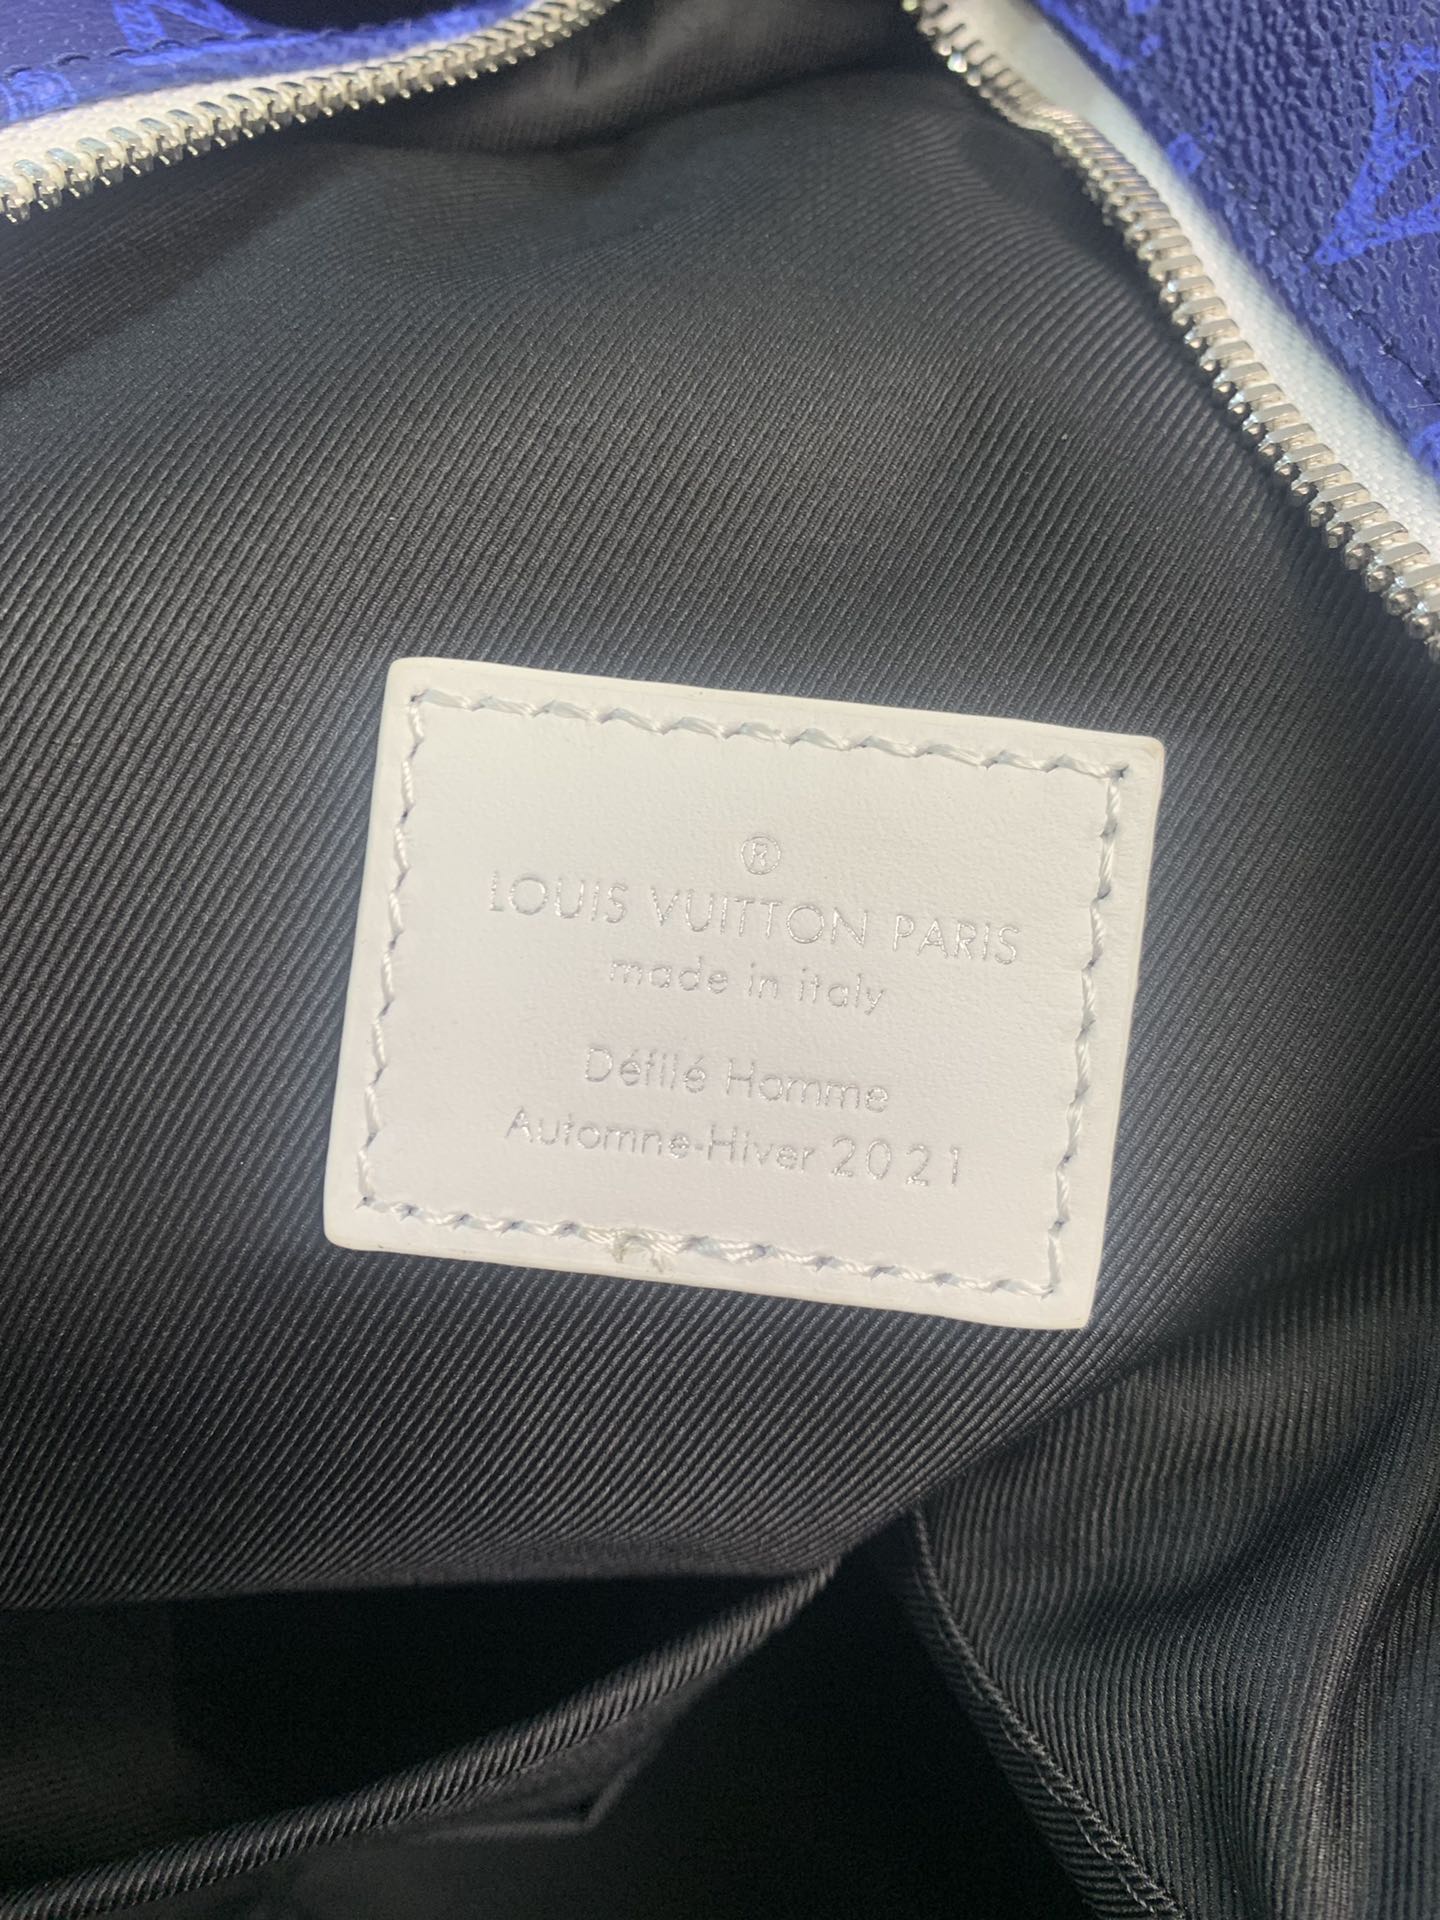 ®
LOUIS VUITTON PARIS
made in italy
Défilé Homme
Automne-Hiver 2021